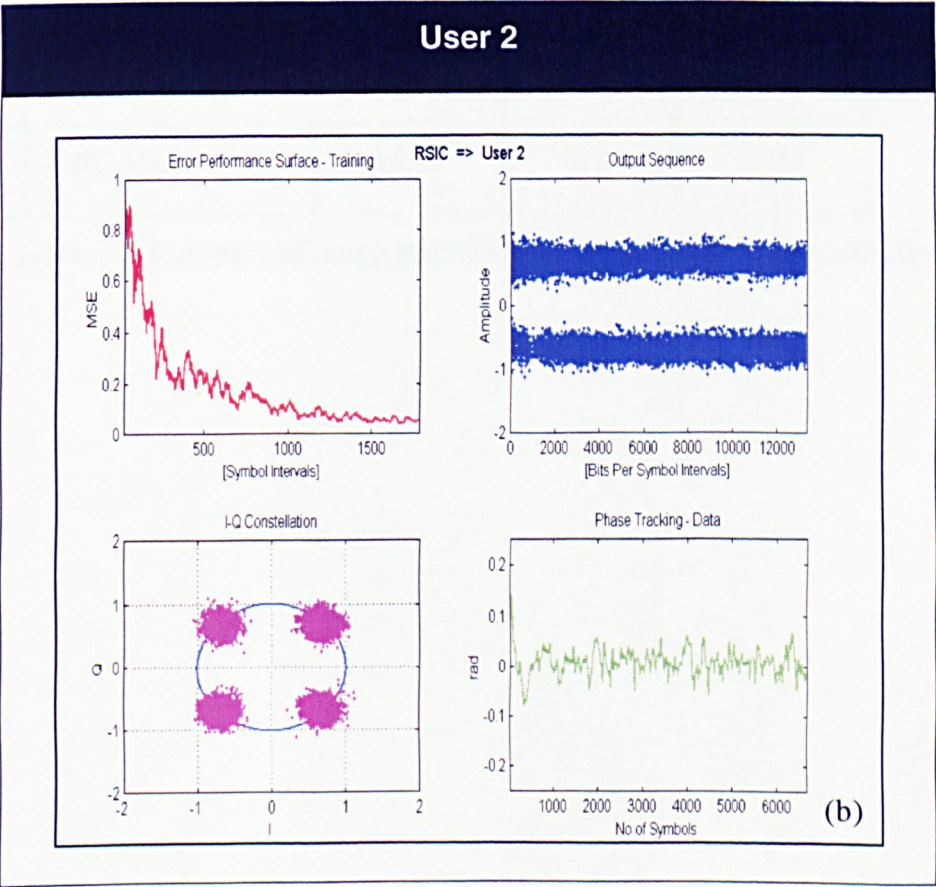 User 2
RSIC => User 2
Error Performance Surface - Training
MSE
1
0.8
0.6
0.4
0.2
0
500
1000
1500
[Symbol Intervals]
Output Sequence
Amplitude
2
1
0
-1
-2
0
2000
4000
6000
8000
10000
12000
[Bits Per Symbol Intervals]
I-Q Constellation
Q
2
1
0
-1
-2
-2
-1
0
1
2
I
Phase Tracking - Data
rad
0.2
0.1
0
-0.1
-0.2
1000
2000
3000
4000
5000
6000
No of Symbols
(b)